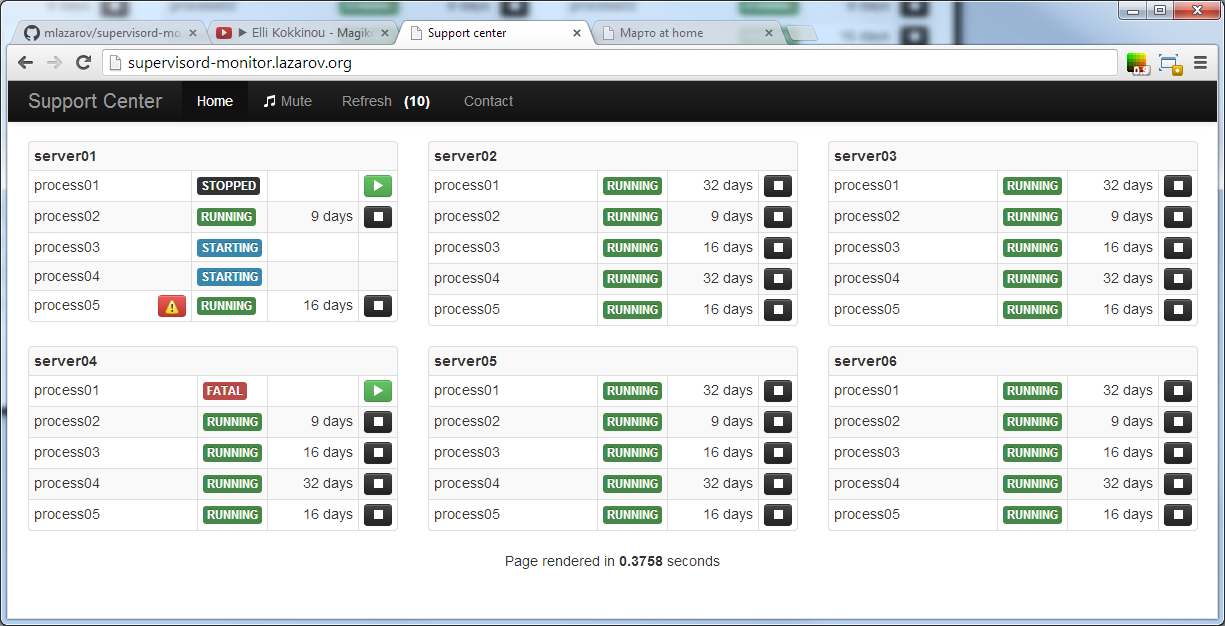 mlazarov/supervisord-mo
Elli Kokkinou - Magik
Support center
Марто at home
supervisord-monitor.lazarov.org
0.9
Support Center Home Mute Refresh (10) Contact
server01
process01 STOPPED
process02 RUNNING 9 days
process03 STARTING
process04 STARTING
process05 RUNNING 16 days
server02
process01 RUNNING 32 days
process02 RUNNING 9 days
process03 RUNNING 16 days
process04 RUNNING 32 days
process05 RUNNING 16 days
server03
process01 RUNNING 32 days
process02 RUNNING 9 days
process03 RUNNING 16 days
process04 RUNNING 32 days
process05 RUNNING 16 days
server04
process01 FATAL
process02 RUNNING 9 days
process03 RUNNING 16 days
process04 RUNNING 32 days
process05 RUNNING 16 days
server05
process01 RUNNING 32 days
process02 RUNNING 9 days
process03 RUNNING 16 days
process04 RUNNING 32 days
process05 RUNNING 16 days
server06
process01 RUNNING 32 days
process02 RUNNING 9 days
process03 RUNNING 16 days
process04 RUNNING 32 days
process05 RUNNING 16 days
Page rendered in 0.3758 seconds